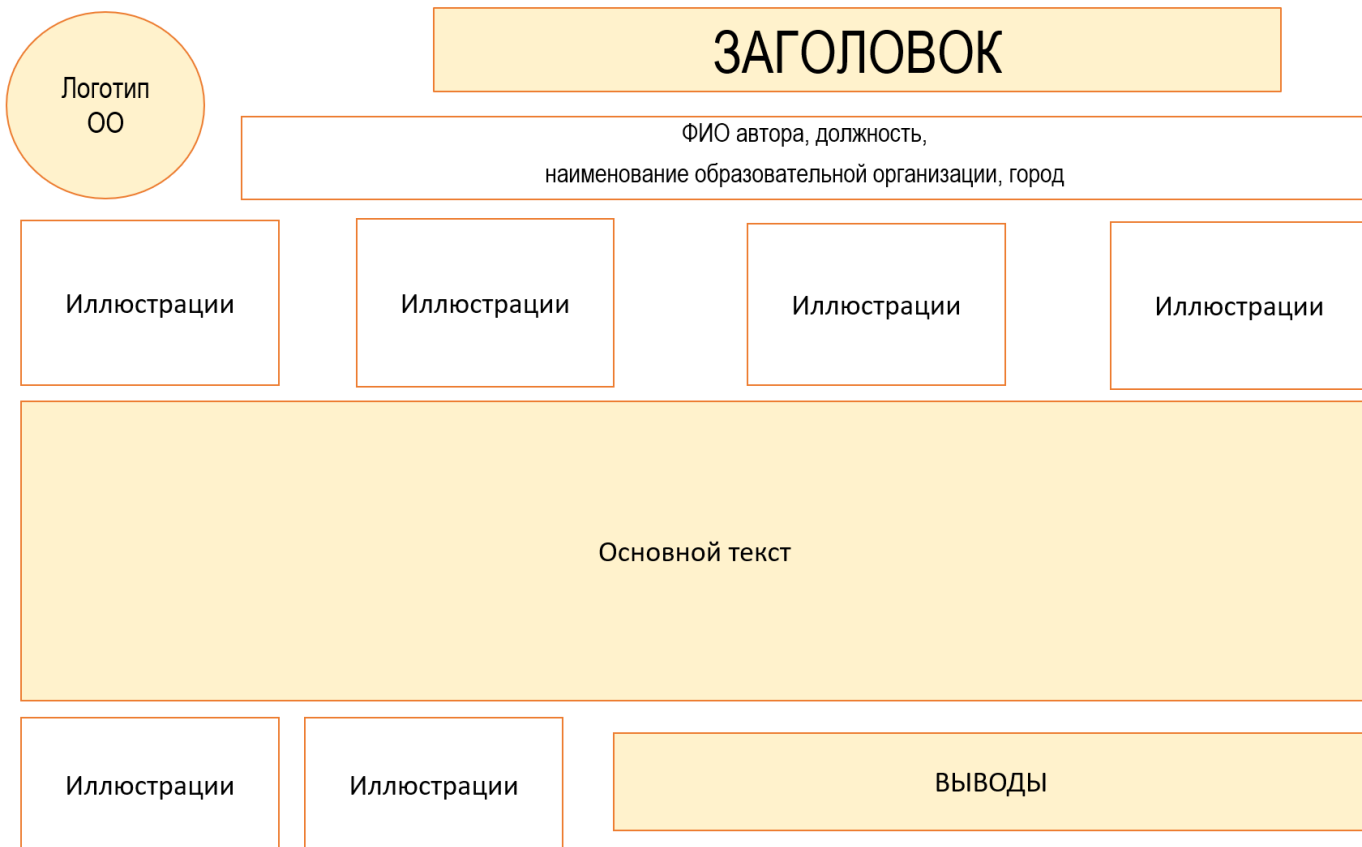 ЗАГОЛОВОК
Логотип
ОО
ФИО автора, должность,
наименование образовательной организации, город
Иллюстрации
Иллюстрации
Иллюстрации
Иллюстрации
Основной текст
Иллюстрации
Иллюстрации
ВЫВОДЫ